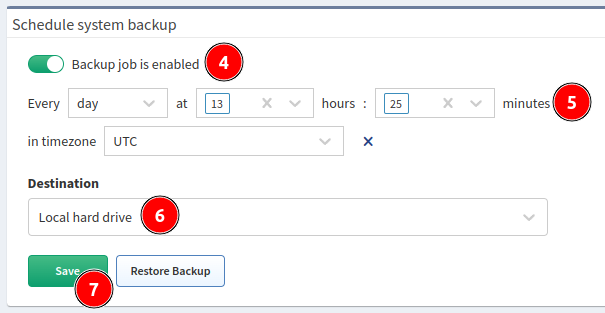 Schedule system backup
Backup job is enabled 4
Every day at 13 hours : 25 minutes 5
in timezone UTC
Destination
Local hard drive 6
Save Restore Backup
7